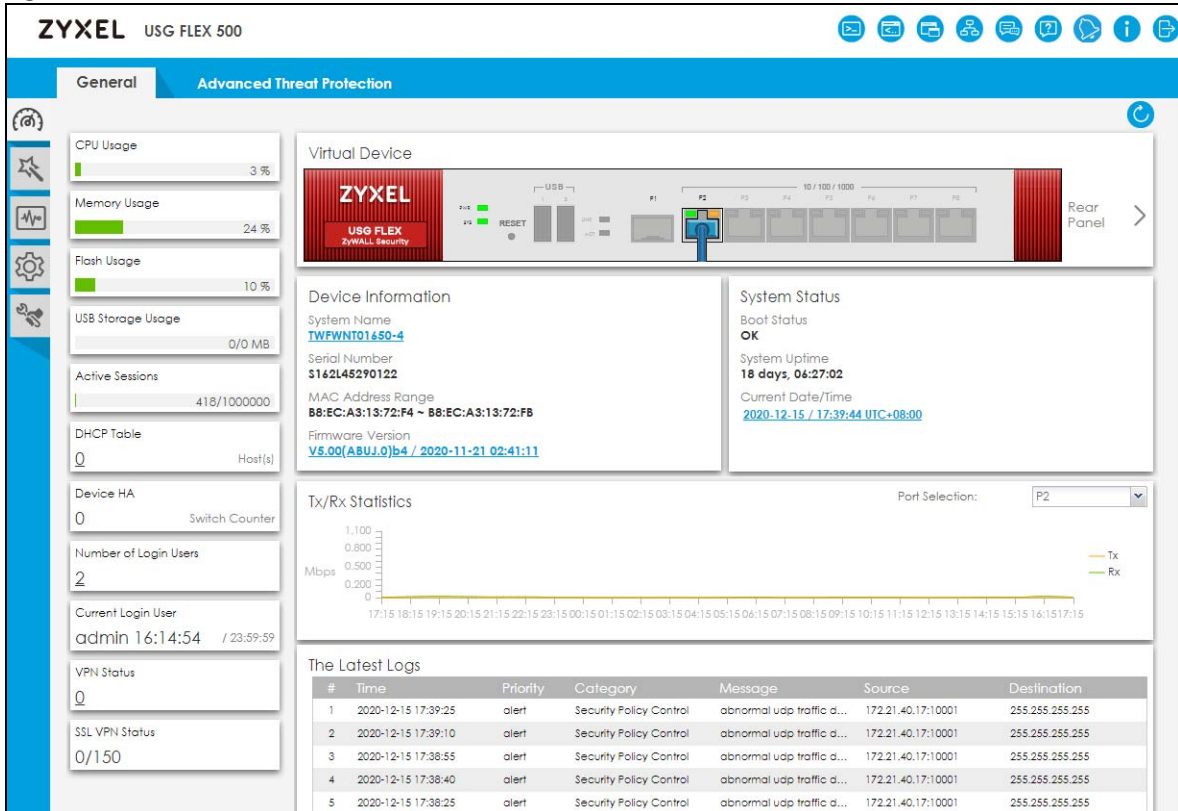 ZYXEL USG FLEX 500
General Advanced Threat Protection
CPU Usage
3 %
Memory Usage
24 %
Flash Usage
10 %
USB Storage Usage
0/0 MB
Active Sessions
418/1000000
DHCP Table
0 Host(s)
Device HA
0 Switch Counter
Number of Login Users
2
Current Login User
admin 16:14:54 / 23:59:59
VPN Status
0
SSL VPN Status
0/150
Virtual Device
ZYXEL
USG FLEX
ZyWALL Security
PWR
SYS
RESET
USB
1 2
P1 P2 P3 P4 P5 P6 P7 P8
10 / 100 / 1000
Rear
Panel
Device Information
System Name
TWFWNT01650-4
Serial Number
S162L45290122
MAC Address Range
B8:EC:A3:13:72:F4 ~ B8:EC:A3:13:72:FB
Firmware Version
V5.00(ABUJ.0)b4 / 2020-11-21 02:41:11
System Status
Boot Status
OK
System Uptime
18 days, 06:27:02
Current Date/Time
2020-12-15 / 17:39:44 UTC+08:00
Tx/Rx Statistics
Port Selection: P2
1.100
0.800
Mbps 0.500
0.200
0
Tx
Rx
17:15 18:15 19:15 20:15 21:15 22:15 23:15 00:15 01:15 02:15 03:15 04:15 05:15 06:15 07:15 08:15 09:15 10:15 11:15 12:15 13:15 14:15 15:15 16:15 17:15
The Latest Logs
# Time Priority Category Message Source Destination
1 2020-12-15 17:39:25 alert Security Policy Control abnormal udp traffic d... 172.21.40.17:10001 255.255.255.255
2 2020-12-15 17:39:10 alert Security Policy Control abnormal udp traffic d... 172.21.40.17:10001 255.255.255.255
3 2020-12-15 17:38:55 alert Security Policy Control abnormal udp traffic d... 172.21.40.17:10001 255.255.255.255
4 2020-12-15 17:38:40 alert Security Policy Control abnormal udp traffic d... 172.21.40.17:10001 255.255.255.255
5 2020-12-15 17:38:25 alert Security Policy Control abnormal udp traffic d... 172.21.40.17:10001 255.255.255.255